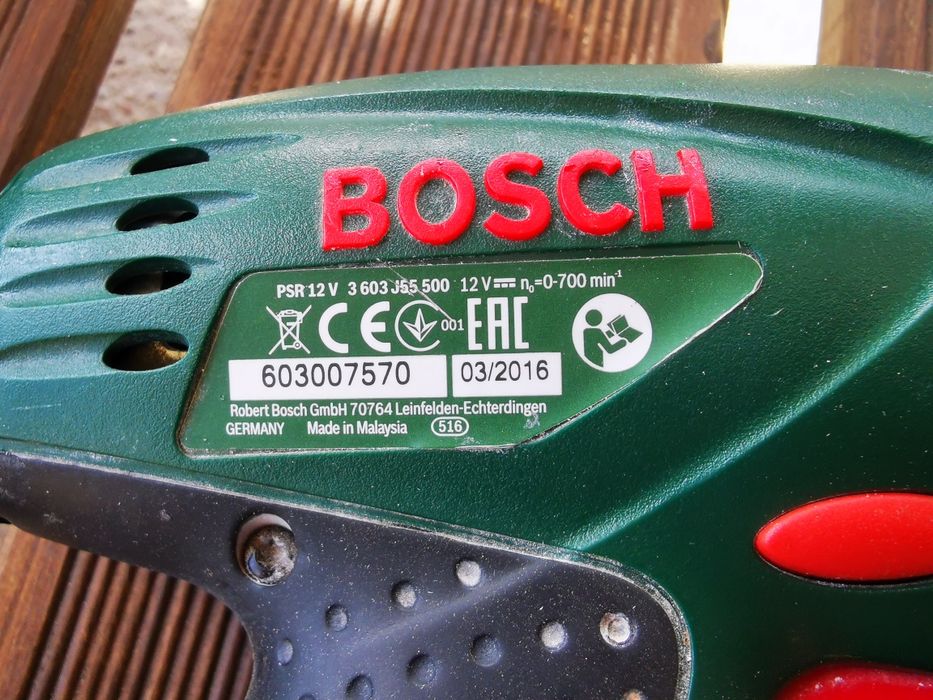 BOSCH
PSR 12 V 3 603 J55 500 12 V n₀=0-700 min⁻¹
CE 001 EAC
603007570 03/2016
Robert Bosch GmbH 70764 Leinfelden-Echterdingen
GERMANY Made in Malaysia 516